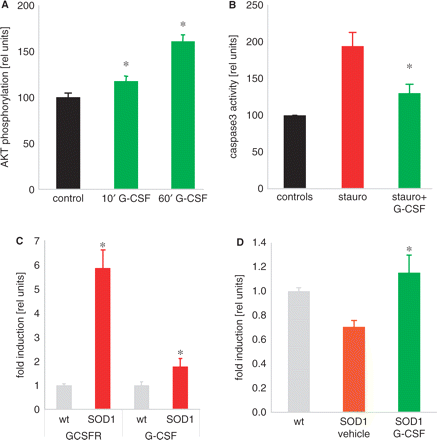 A
AKT phosphorylation [rel units]
200
150
100
50
0
*
*
control
10′ G-CSF
60′ G-CSF
B
caspase3 activity [rel units]
250
200
150
100
50
0
*
controls
stauro
stauro+
G-CSF
C
fold induction [rel units]
7
6
5
4
3
2
1
0
*
*
wt
SOD1
wt
SOD1
GCSFR
G-CSF
D
fold induction [rel units]
1.4
1.2
1.0
0.8
0.6
0.4
0.2
0.0
*
wt
SOD1
vehicle
SOD1
G-CSF